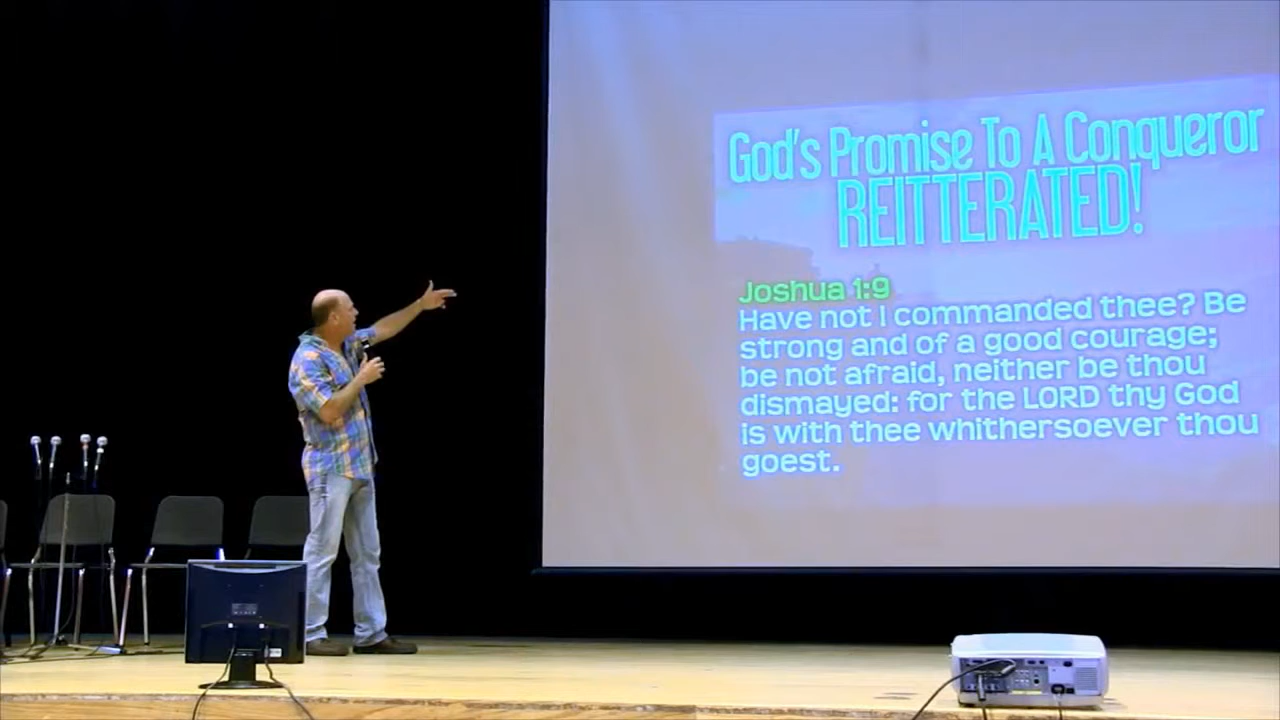 God's Promise To A Conqueror
REITTERATED!
Joshua 1:9
Have not I commanded thee? Be
strong and of a good courage;
be not afraid, neither be thou
dismayed: for the LORD thy God
is with thee whithersoever thou
goest.